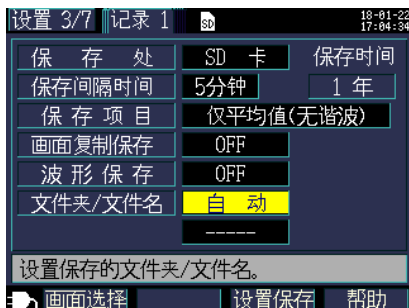 设置 3/7 记录 1 SD 18-01-22
17:04:34
保 存 处 SD 卡 保存时间
保存间隔时间 5分钟 1 年
保 存 项 目 仅平均值(无谐波)
画面复制保存 OFF
波 形 保 存 OFF
文件夹/文件名 自 动
-----
设置保存的文件夹/文件名。
画面选择 设置保存 帮助